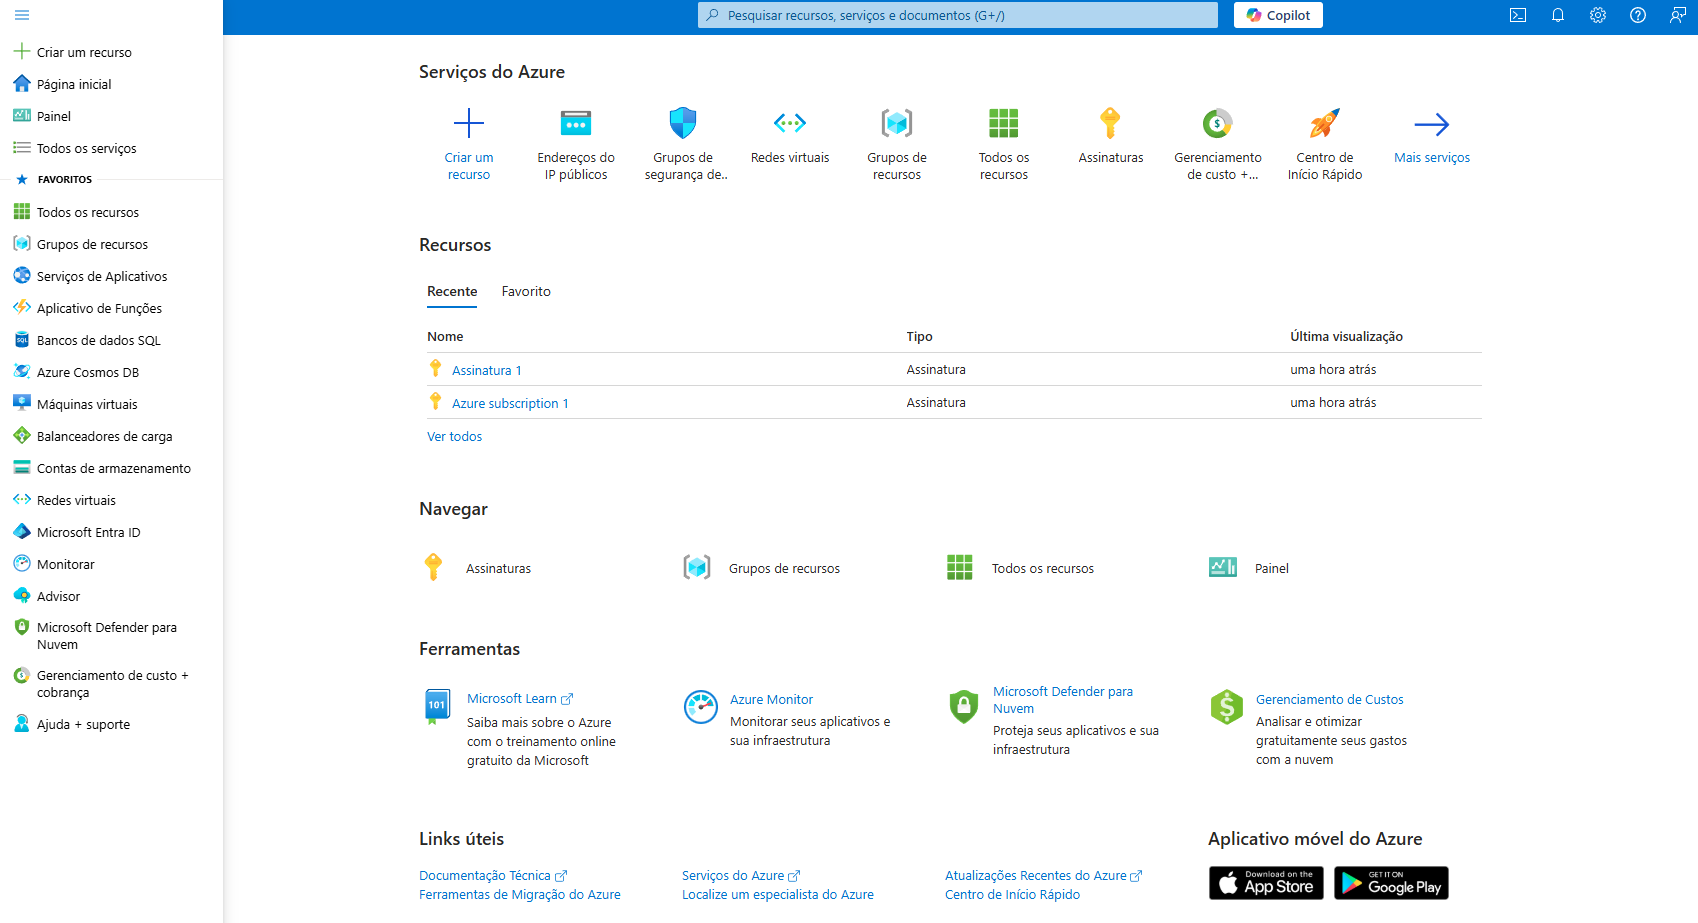 Pesquisar recursos, serviços e documentos (G+/)
Copilot
Criar um recurso
Página inicial
Painel
Todos os serviços
FAVORITOS
Todos os recursos
Grupos de recursos
Serviços de Aplicativos
Aplicativo de Funções
SQL
Bancos de dados SQL
Azure Cosmos DB
Máquinas virtuais
Balanceadores de carga
Contas de armazenamento
Redes virtuais
Microsoft Entra ID
Monitorar
Advisor
Microsoft Defender para
Nuvem
Gerenciamento de custo +
cobrança
Ajuda + suporte
Serviços do Azure
Criar um
recurso
Endereços do
IP públicos
Grupos de
segurança de..
Redes virtuais
Grupos de
recursos
Todos os
recursos
Assinaturas
Gerenciamento
de custo +...
Centro de
Início Rápido
Mais serviços
Recursos
Recente Favorito
Nome Tipo Última visualização
Assinatura 1 Assinatura uma hora atrás
Azure subscription 1 Assinatura uma hora atrás
Ver todos
Navegar
Assinaturas Grupos de recursos Todos os recursos Painel
Ferramentas
101
Microsoft Learn
Saiba mais sobre o Azure
com o treinamento online
gratuito da Microsoft
Azure Monitor
Monitorar seus aplicativos e
sua infraestrutura
Microsoft Defender para
Nuvem
Proteja seus aplicativos e sua
infraestrutura
$
Gerenciamento de Custos
Analisar e otimizar
gratuitamente seus gastos
com a nuvem
Links úteis
Documentação Técnica Serviços do Azure Atualizações Recentes do Azure
Ferramentas de Migração do Azure Localize um especialista do Azure Centro de Início Rápido
Aplicativo móvel do Azure
Download on the
App Store
GET IT ON
Google Play